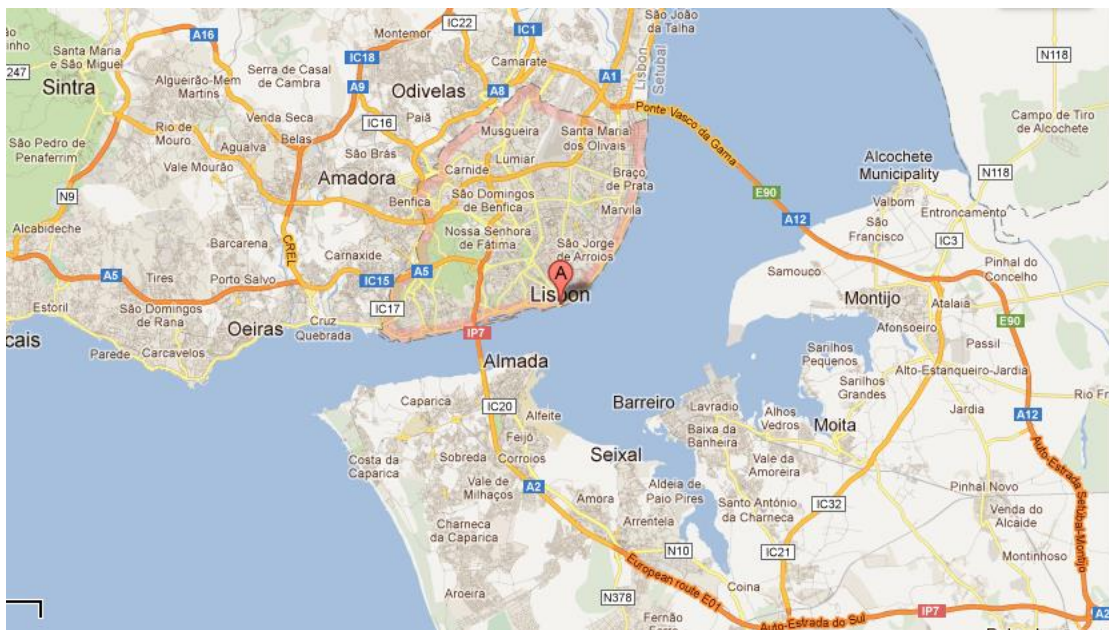 IC22
IC1
São João
da Talha
A16
Montemor
Santa Maria
e São Miguel
IC18
Camarate
Lisbon
Setubal
N118
247
Serra de Casal
de Cambra
A1
Algueirão-Mem
Martins
A9
A8
Sintra
Odivelas
Ponte Vasco da Gama
Venda Seca
Paiã
Campo de Tiro
de Alcochete
Rio de
Mouro
IC16
Musgueira
Santa Maria
dos Olivais
Belas
São Pedro de
Penaferrim
Agualva
São Brás
Lumiar
Alcochete
Municipality
Vale Mourão
Carnide
Braço
de Prata
N118
Amadora
E90
N9
São Domingos
de Benfica
Valbom
Benfica
Marvila
A12
Entroncamento
Alcabideche
Nossa Senhora
de Fátima
São
Francisco
Barcarena
CREL
São Jorge
de Arroios
IC3
Carnaxide
Pinhal do
Concelho
A5
Tires
Porto Salvo
IC15
A5
A
Samouco
Lisbon
Montijo
Atalaia
Estoril
São Domingos
de Rana
IC17
E90
Oeiras
Cruz
Quebrada
IP7
Afonsoeiro
cais
Passil
Parede
Carcavelos
Almada
Sarilhos
Pequenos
Alto-Estanqueiro-Jardia
Sarilhos
Grandes
Caparica
IC20
Barreiro
Lavradio
Rio Fr
Alfeite
Alhos
Vedros
Jardia
A12
Baixa da
Banheira
Moita
Feijó
Costa da
Caparica
Sobreda
Corroios
Seixal
Vale da
Amoreira
Auto-Estrada Setúbal-Montijo
Vale de
Milhaços
A2
Aldeia de
Paio Pires
Pinhal Novo
Amora
Santo António
da Charneca
IC32
Venda do
Alcaide
Charneca
da Caparica
Arrentela
N10
IC21
Montinhoso
European route E01
Coina
Aroeira
N378
Fernão
Auto-Estrada do Sul
IP7
A2